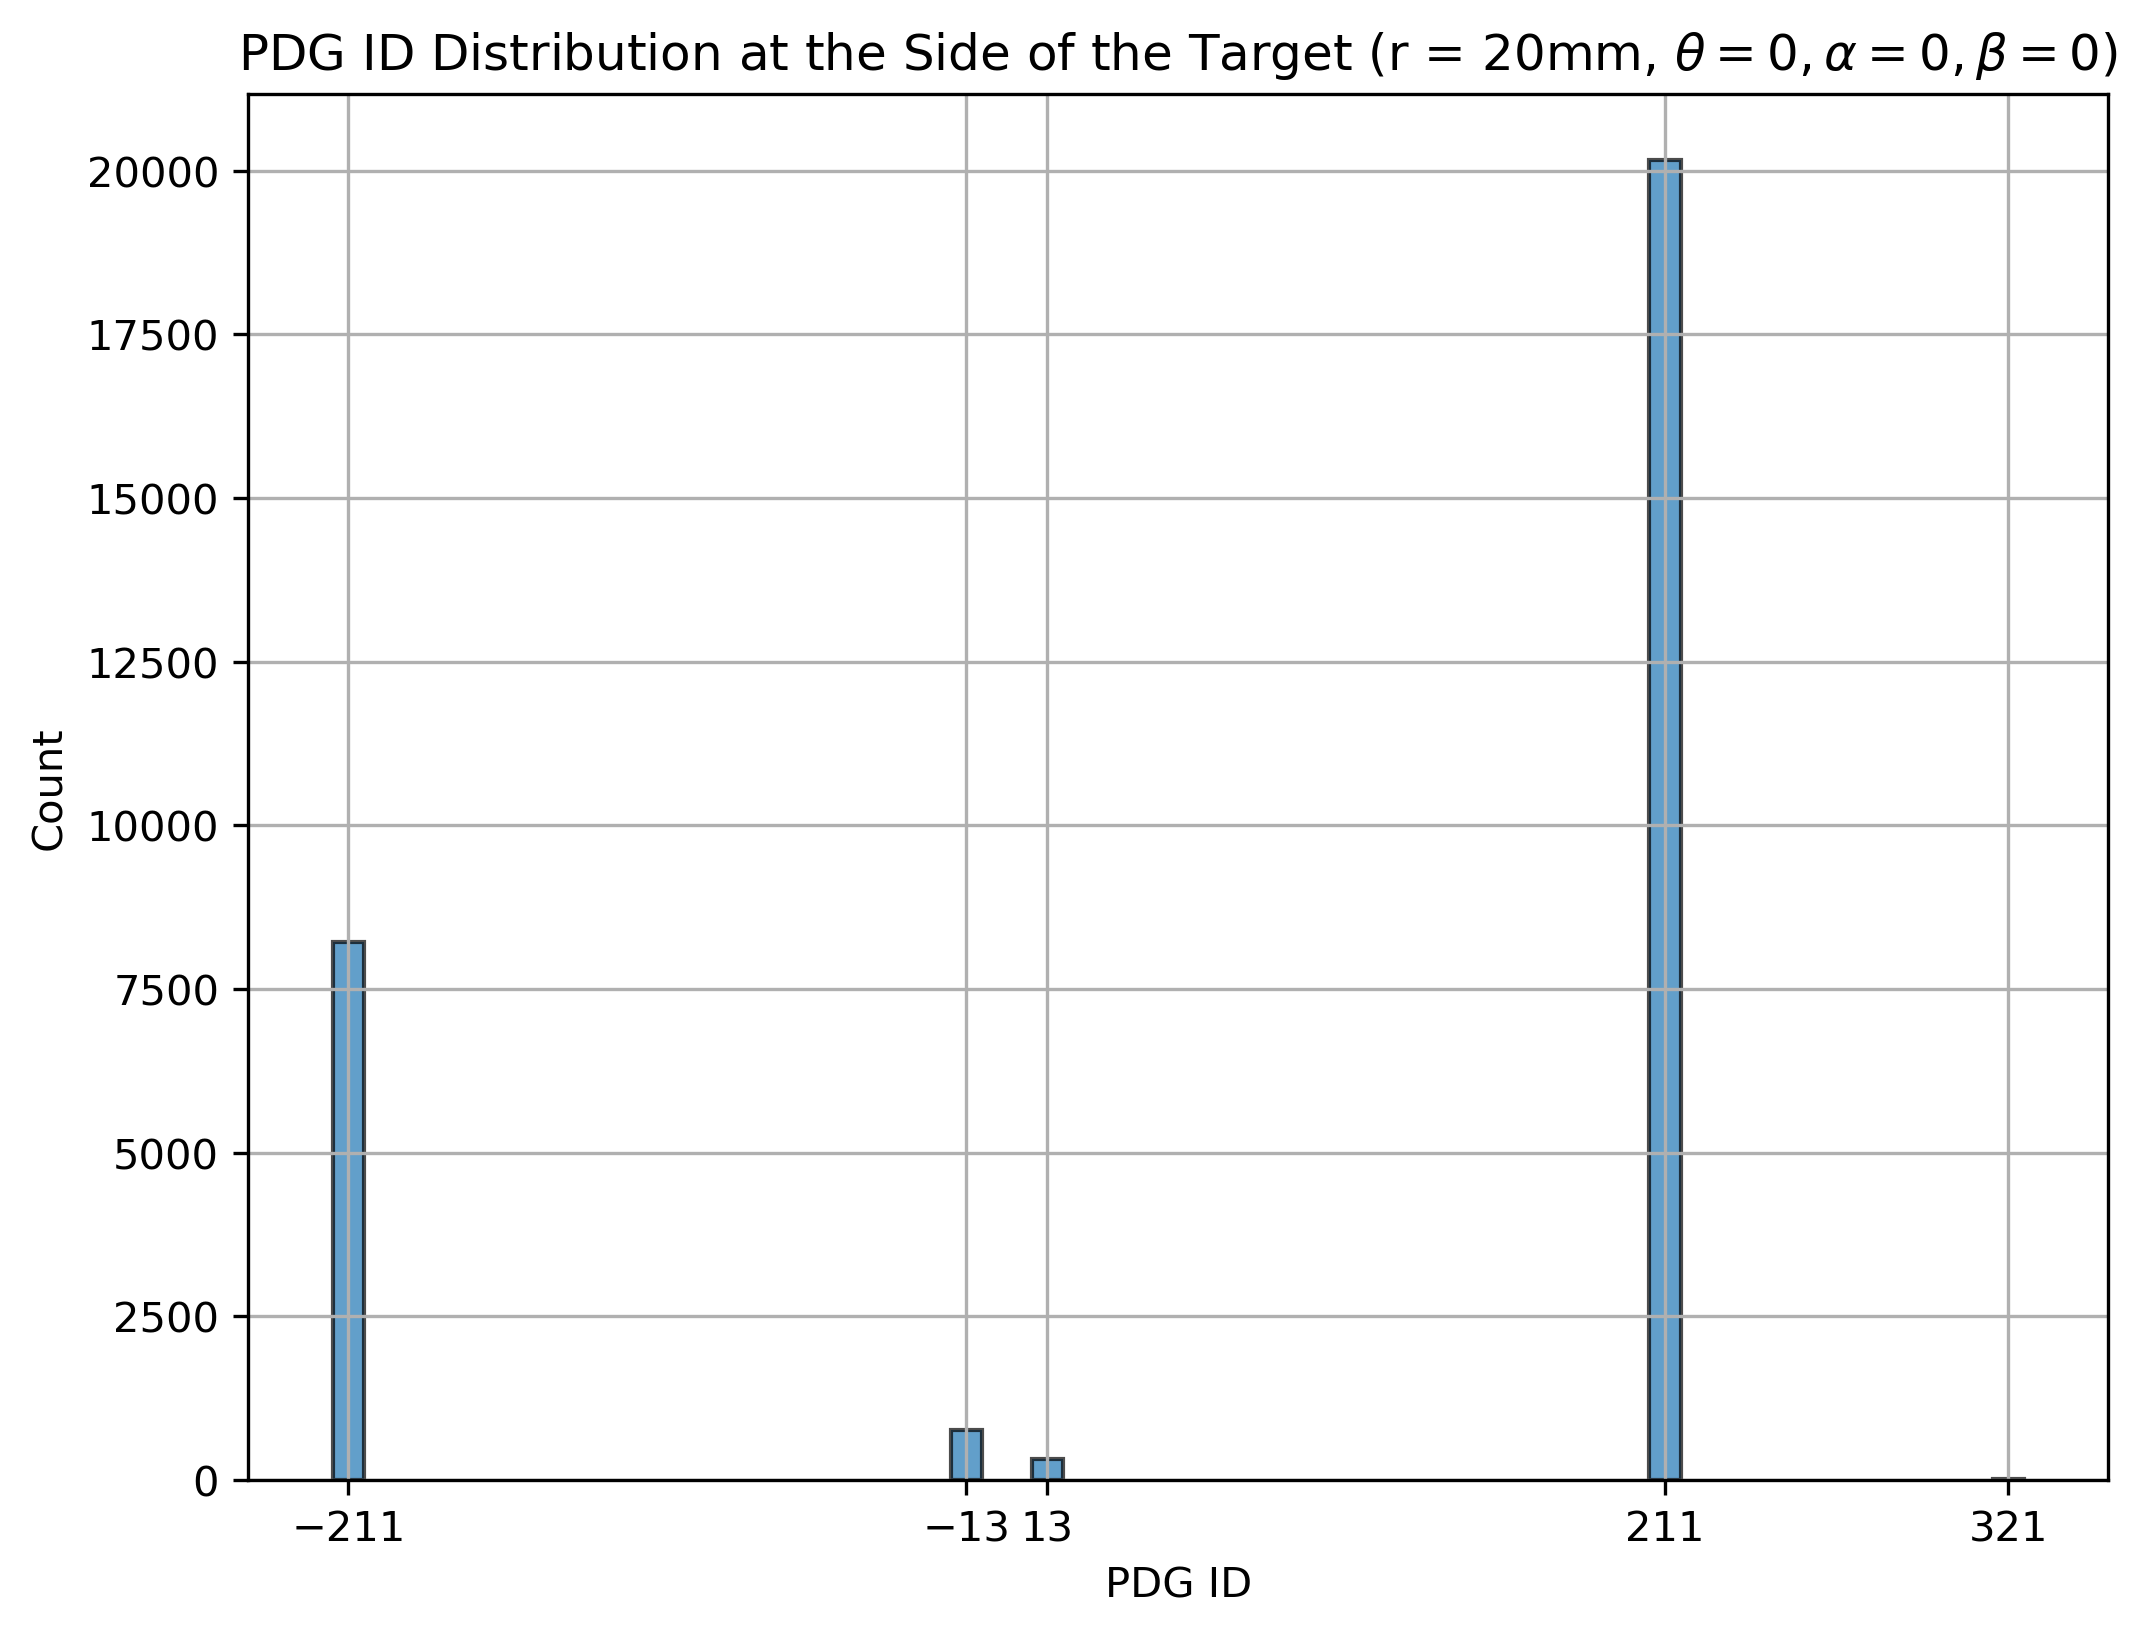 PDG ID Distribution at the Side of the Target (r = 20mm, θ = 0, α = 0, β = 0)
20000
17500
15000
12500
10000
7500
5000
2500
0
Count
−211 −13 13 211 321
PDG ID